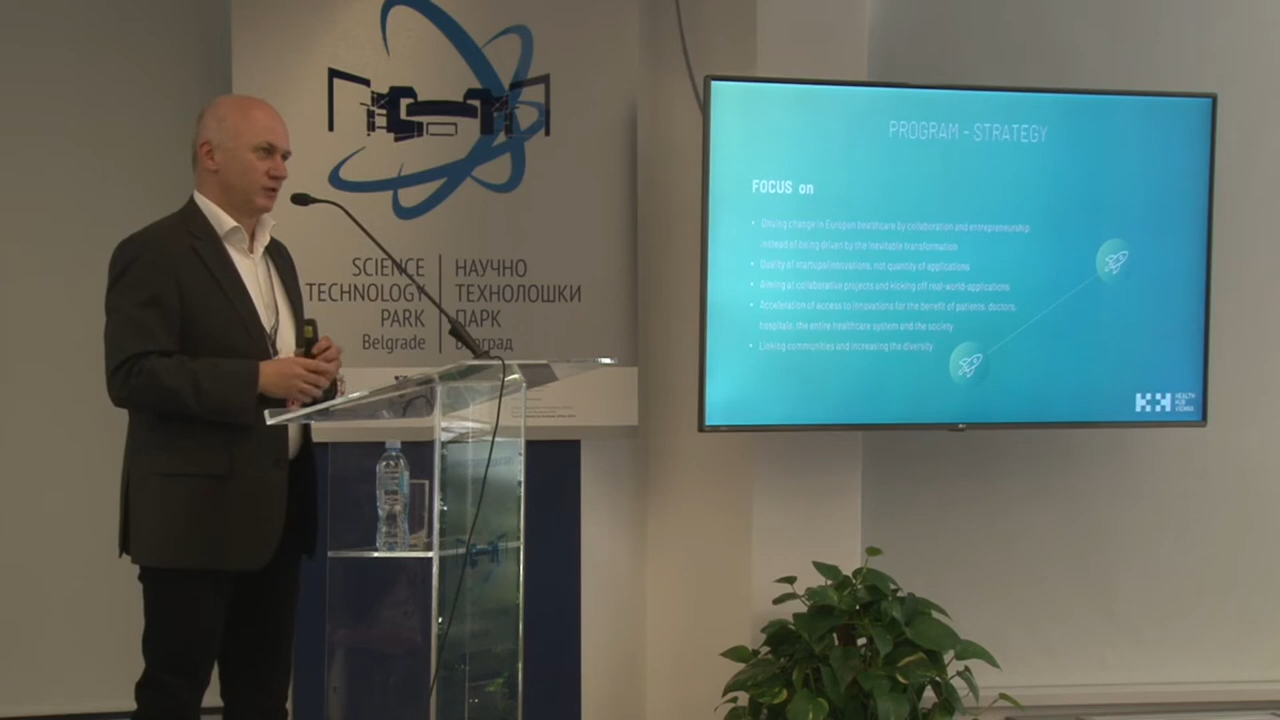 SCIENCE
TECHNOLOGY
PARK
Belgrade
НАУЧНО
ТЕХНОЛОШКИ
ПАРК
Београд
PROGRAM - STRATEGY
FOCUS on
• Driving change in Europen healthcare by collaboration and entrepreneurship
instead of being driven by the inevitable transformation
• Quality of startups/innovations, not quantity of applications
• Aiming at collaborative projects and kicking off real-world-applications
• Acceleration of access to innovations for the benefit of patients, doctors,
hospitals, the entire healthcare system and the society
• Linking communities and increasing the diversity
HEALTH
HUB
VIENNA